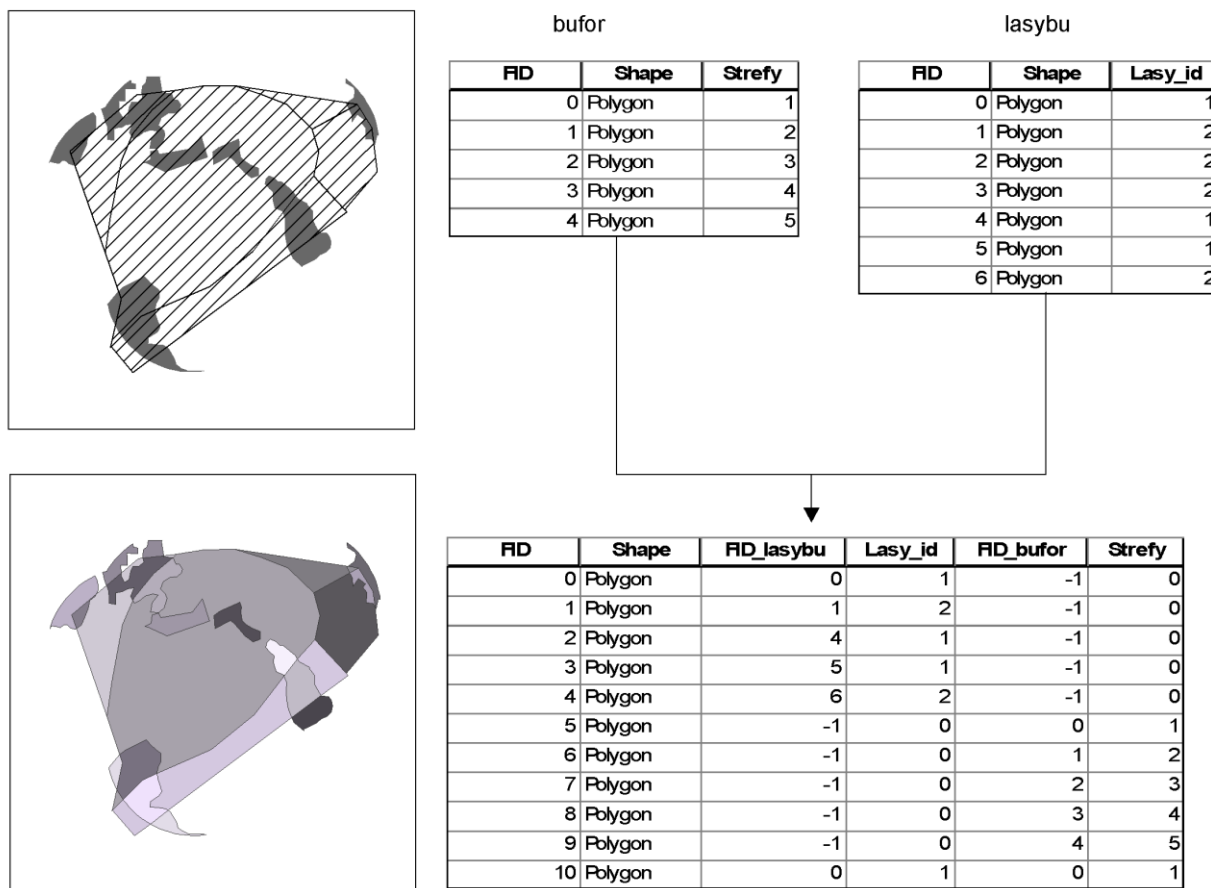 bufor lasybu
FID Shape Strefy
0 Polygon 1
1 Polygon 2
2 Polygon 3
3 Polygon 4
4 Polygon 5
FID Shape Lasy_id
0 Polygon 1
1 Polygon 2
2 Polygon 2
3 Polygon 2
4 Polygon 1
5 Polygon 1
6 Polygon 2
FID Shape FID_lasybu Lasy_id FID_bufor Strefy
0 Polygon 0 1 -1 0
1 Polygon 1 2 -1 0
2 Polygon 4 1 -1 0
3 Polygon 5 1 -1 0
4 Polygon 6 2 -1 0
5 Polygon -1 0 0 1
6 Polygon -1 0 1 2
7 Polygon -1 0 2 3
8 Polygon -1 0 3 4
9 Polygon -1 0 4 5
10 Polygon 0 1 0 1